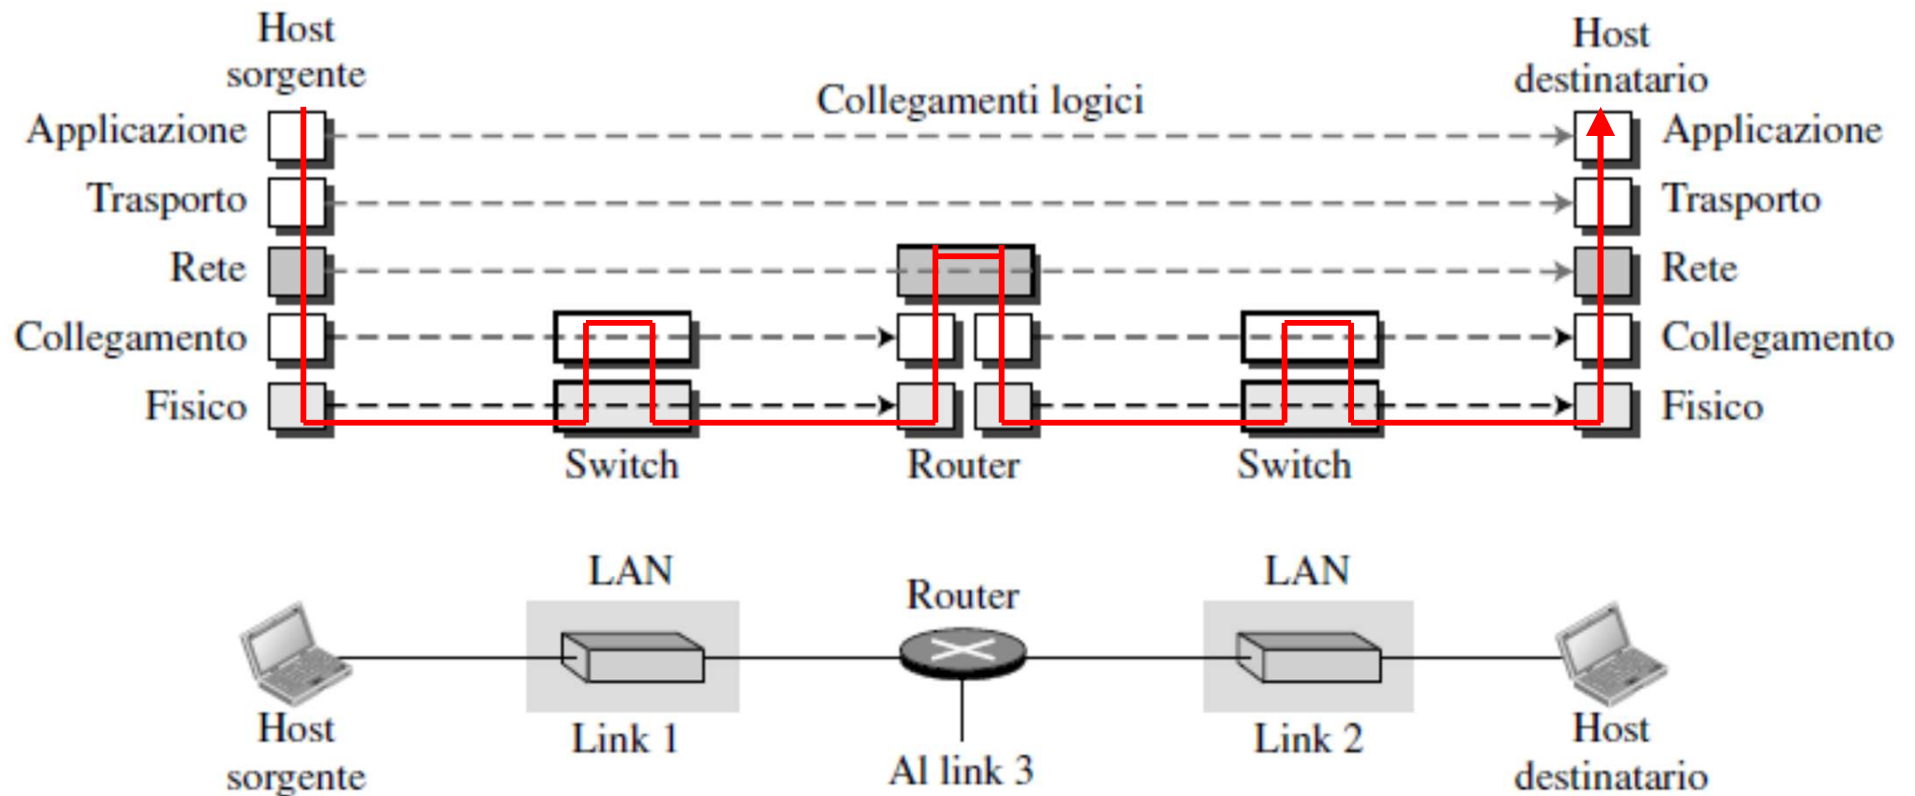 Host
sorgente
Host
destinatario
Collegamenti logici
Applicazione
Applicazione
Trasporto
Trasporto
Rete
Rete
Collegamento
Collegamento
Fisico
Fisico
Switch
Router
Switch
LAN
Router
LAN
Host
sorgente
Link 1
Al link 3
Link 2
Host
destinatario